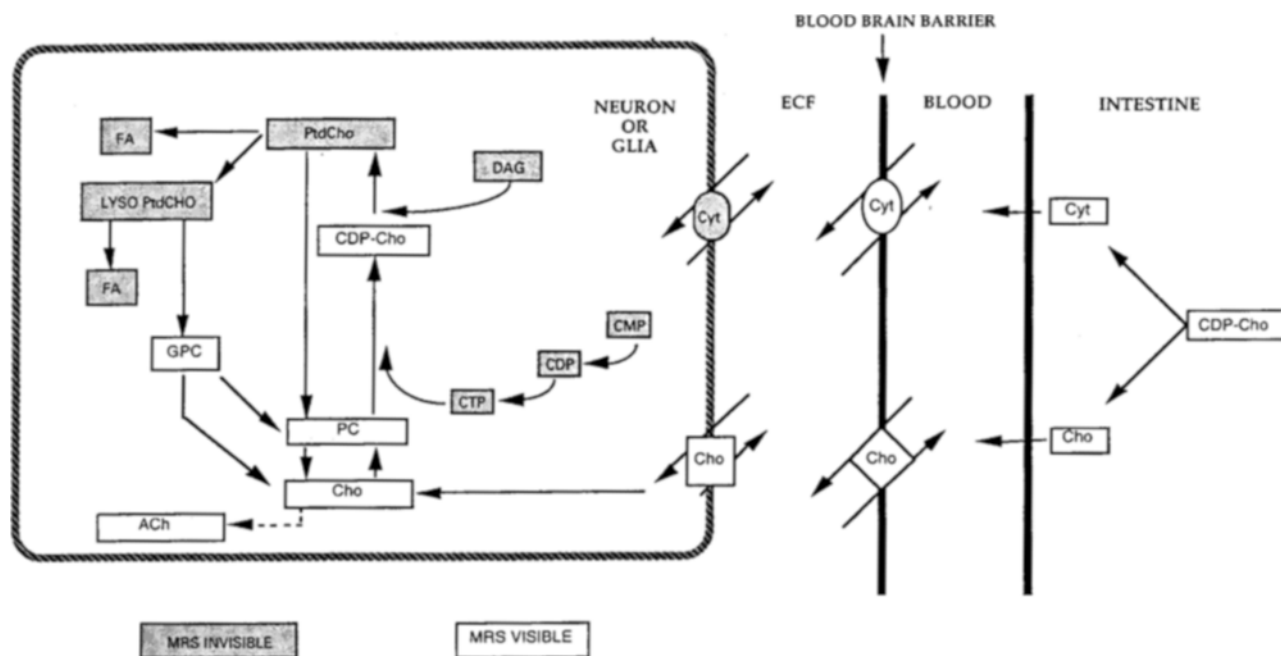 BLOOD BRAIN BARRIER
NEURON
OR
GLIA
ECF
BLOOD
INTESTINE
FA
PtdCho
DAG
LYSO PtdCHO
CDP-Cho
FA
Cyt
Cyt
Cyt
CDP-Cho
GPC
CMP
CDP
CTP
PC
Cho
Cho
Cho
Cho
ACh
MRS INVISIBLE
MRS VISIBLE